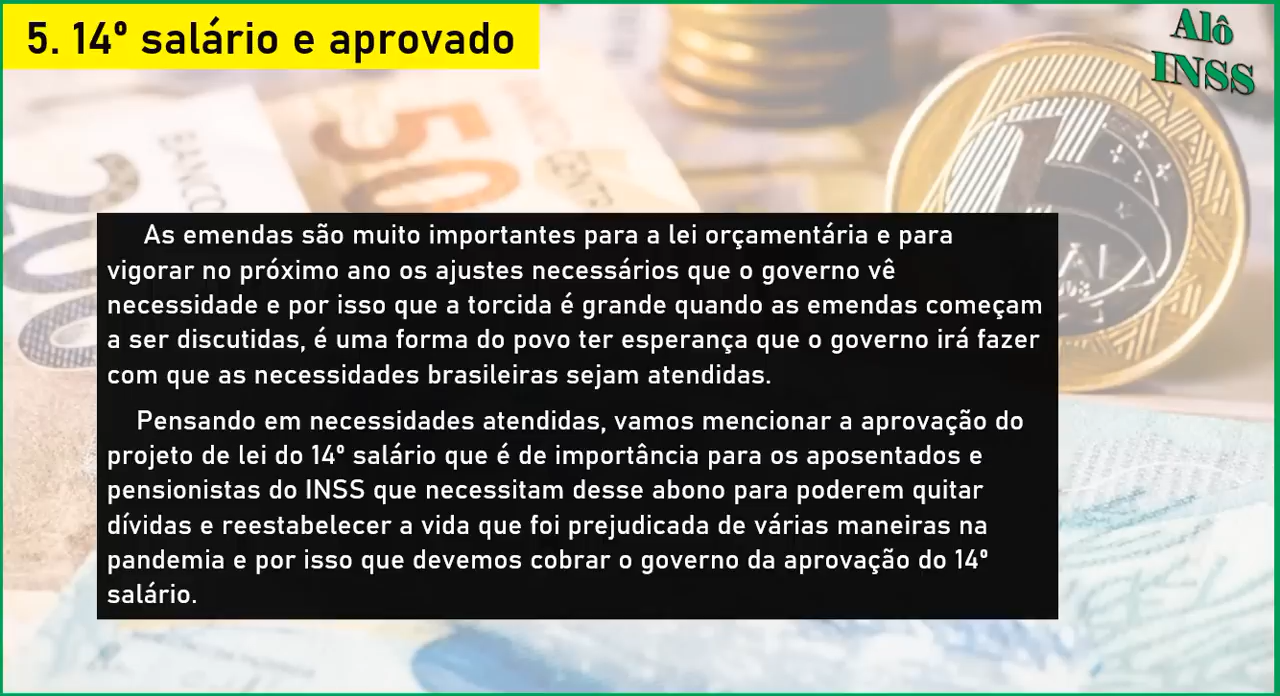 5. 14º salário e aprovado
Alô
INSS
BANCO
50
200
As emendas são muito importantes para a lei orçamentária e para
vigorar no próximo ano os ajustes necessários que o governo vê
necessidade e por isso que a torcida é grande quando as emendas começam
a ser discutidas, é uma forma do povo ter esperança que o governo irá fazer
com que as necessidades brasileiras sejam atendidas.
Pensando em necessidades atendidas, vamos mencionar a aprovação do
projeto de lei do 14º salário que é de importância para os aposentados e
pensionistas do INSS que necessitam desse abono para poderem quitar
dívidas e reestabelecer a vida que foi prejudicada de várias maneiras na
pandemia e por isso que devemos cobrar o governo da aprovação do 14º
salário.